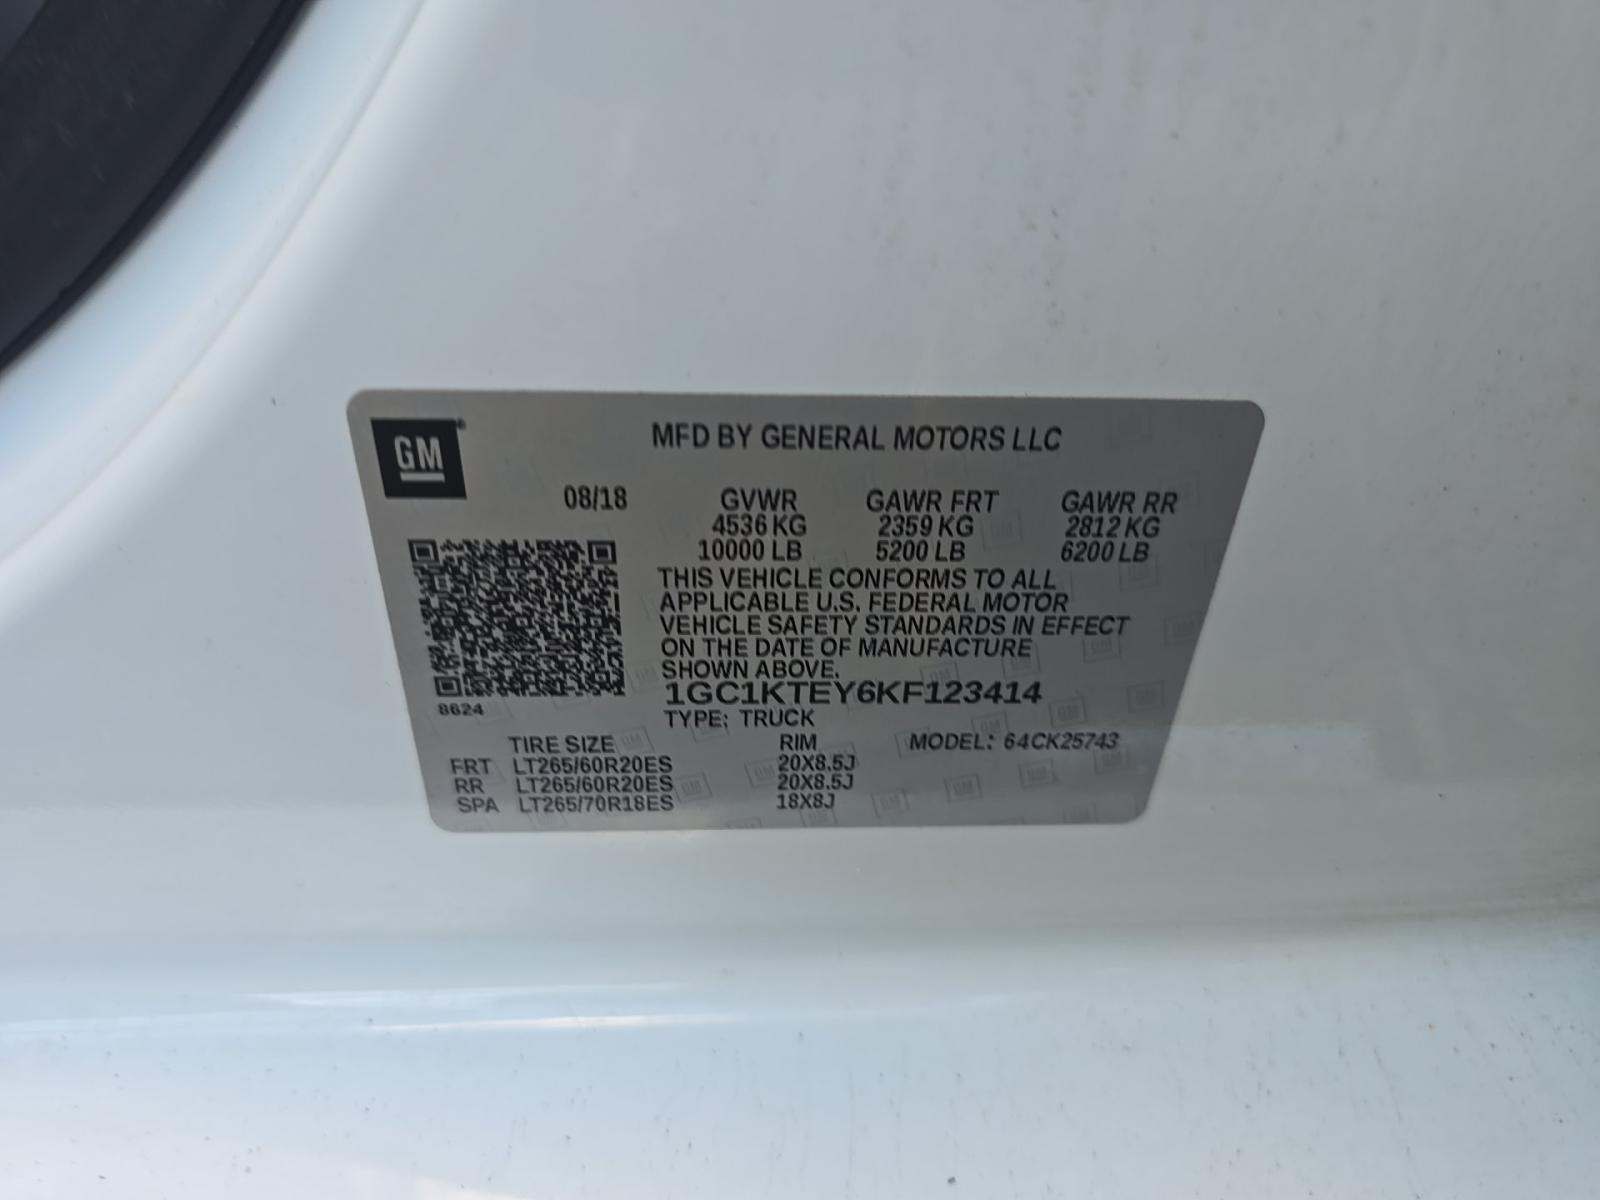 GM
MFD BY GENERAL MOTORS LLC
08/18 GVWR GAWR FRT GAWR RR
4536 KG 2359 KG 2812 KG
10000 LB 5200 LB 6200 LB
THIS VEHICLE CONFORMS TO ALL
APPLICABLE U.S. FEDERAL MOTOR
VEHICLE SAFETY STANDARDS IN EFFECT
ON THE DATE OF MANUFACTURE
SHOWN ABOVE.
8624
1GC1KTEY6KF123414
TYPE: TRUCK
TIRE SIZE RIM MODEL: 64CK25743
FRT LT265/60R20ES 20X8.5J
RR LT265/60R20ES 20X8.5J
SPA LT265/70R18ES 18X8J